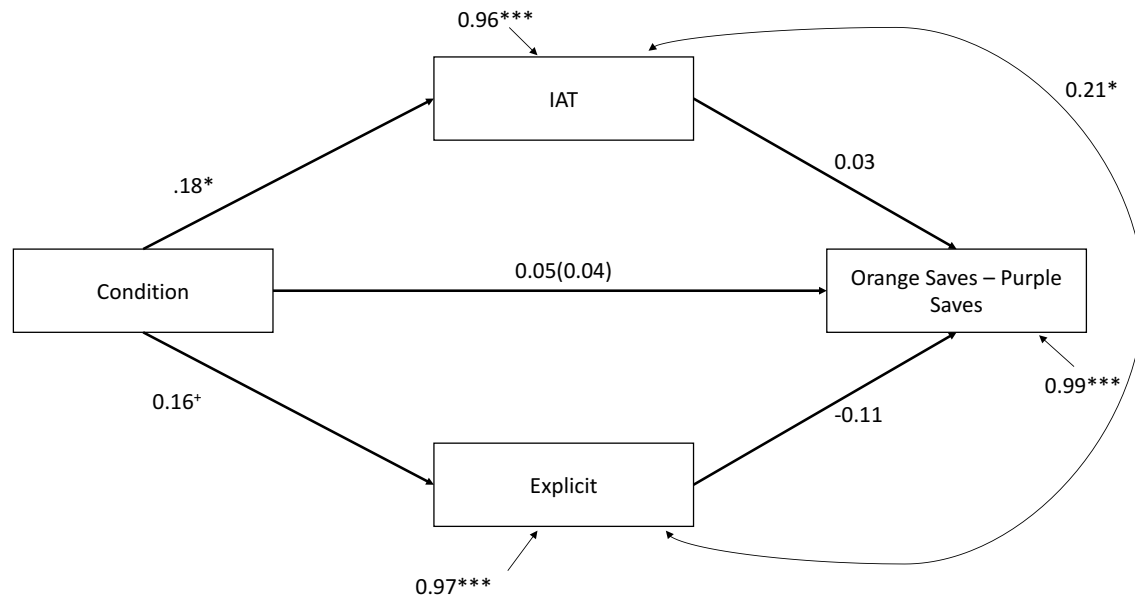 0.96***
IAT
0.21*
0.03
.18*
0.05(0.04)
Condition
Orange Saves – Purple
Saves
0.99***
0.16⁺
-0.11
Explicit
0.97***